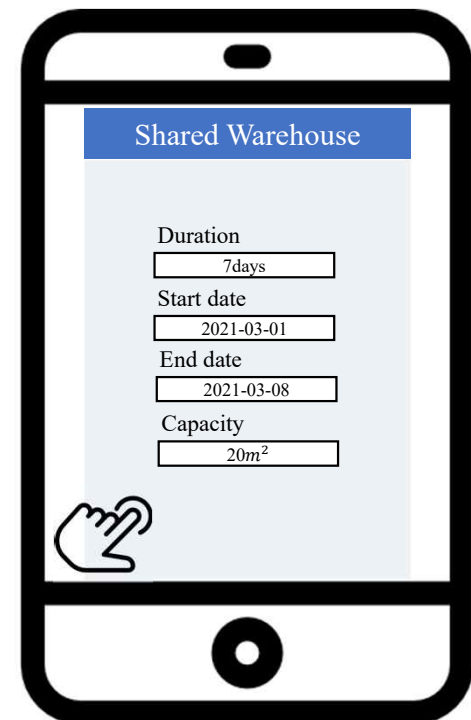 Shared Warehouse
Duration
7days
Start date
2021-03-01
End date
2021-03-08
Capacity
20m²